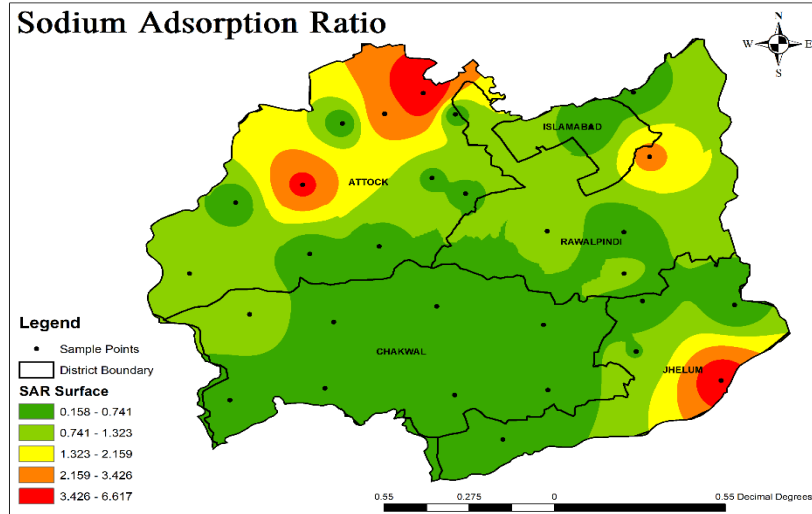 Sodium Adsorption Ratio
N
W E
S
ISLAMABAD
ATTOCK
RAWALPINDI
CHAKWAL
JHELUM
Legend
Sample Points
District Boundary
SAR Surface
0.158 - 0.741
0.741 - 1.323
1.323 - 2.159
2.159 - 3.426
3.426 - 6.617
0.55 0.275 0 0.55 Decimal Degrees